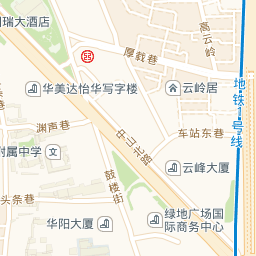 瑞大酒店
高云岭
厚载巷
华美达怡华写字楼
云岭居
地铁1号线
渊声巷
中山北路
车站东巷
附属中学
云峰大厦
头条巷
鼓楼街
华阳大厦
绿地广场国
际商务中心